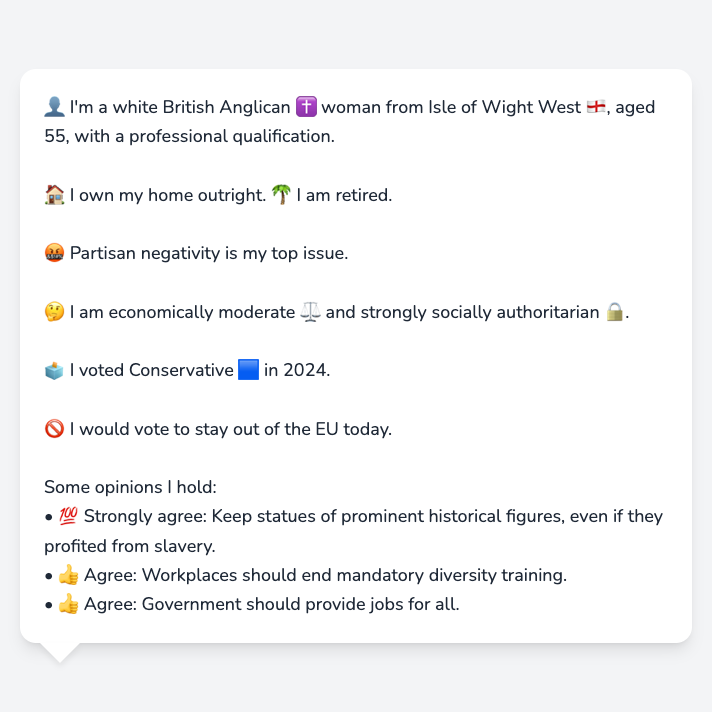 👤 I'm a white British Anglican ✝️ woman from Isle of Wight West 🏴󠁧󠁢󠁥󠁮󠁧󠁿, aged
55, with a professional qualification.
🏠 I own my home outright. 🌴 I am retired.
🤬 Partisan negativity is my top issue.
🤔 I am economically moderate ⚖️ and strongly socially authoritarian 🔒.
🗳️ I voted Conservative 🟦 in 2024.
🚫 I would vote to stay out of the EU today.
Some opinions I hold:
• 💯 Strongly agree: Keep statues of prominent historical figures, even if they
profited from slavery.
• 👍 Agree: Workplaces should end mandatory diversity training.
• 👍 Agree: Government should provide jobs for all.